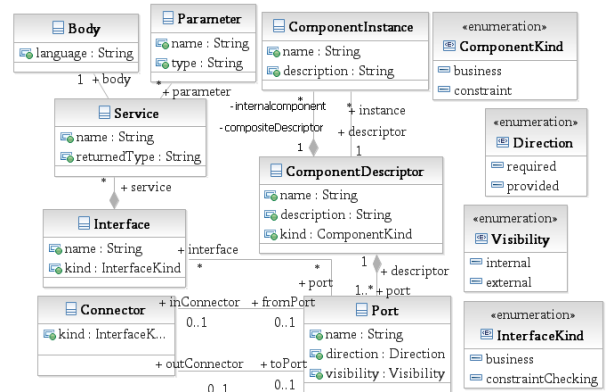 Body
language : String
1 + body
Parameter
name : String
type : String
*
+ parameter
Service
name : String
returnedType : String
* + service
Interface
name : String
kind : InterfaceKind
+ interface
*
*
+ port
ComponentInstance
name : String
description : String
- internalcomponent
*
- compositeDescriptor
1
* + instance
+ descriptor
1
ComponentDescriptor
name : String
description : String
kind : ComponentKind
1 + descriptor
1..* + port
Connector
kind : InterfaceK...
+ inConnector + fromPort
0..1 0..1
+ outConnector + toPort
0..1 0..1
Port
name : String
direction : Direction
visibility : Visibility
«enumeration»
ComponentKind
business
constraint
«enumeration»
Direction
required
provided
«enumeration»
Visibility
internal
external
«enumeration»
InterfaceKind
business
constraintChecking